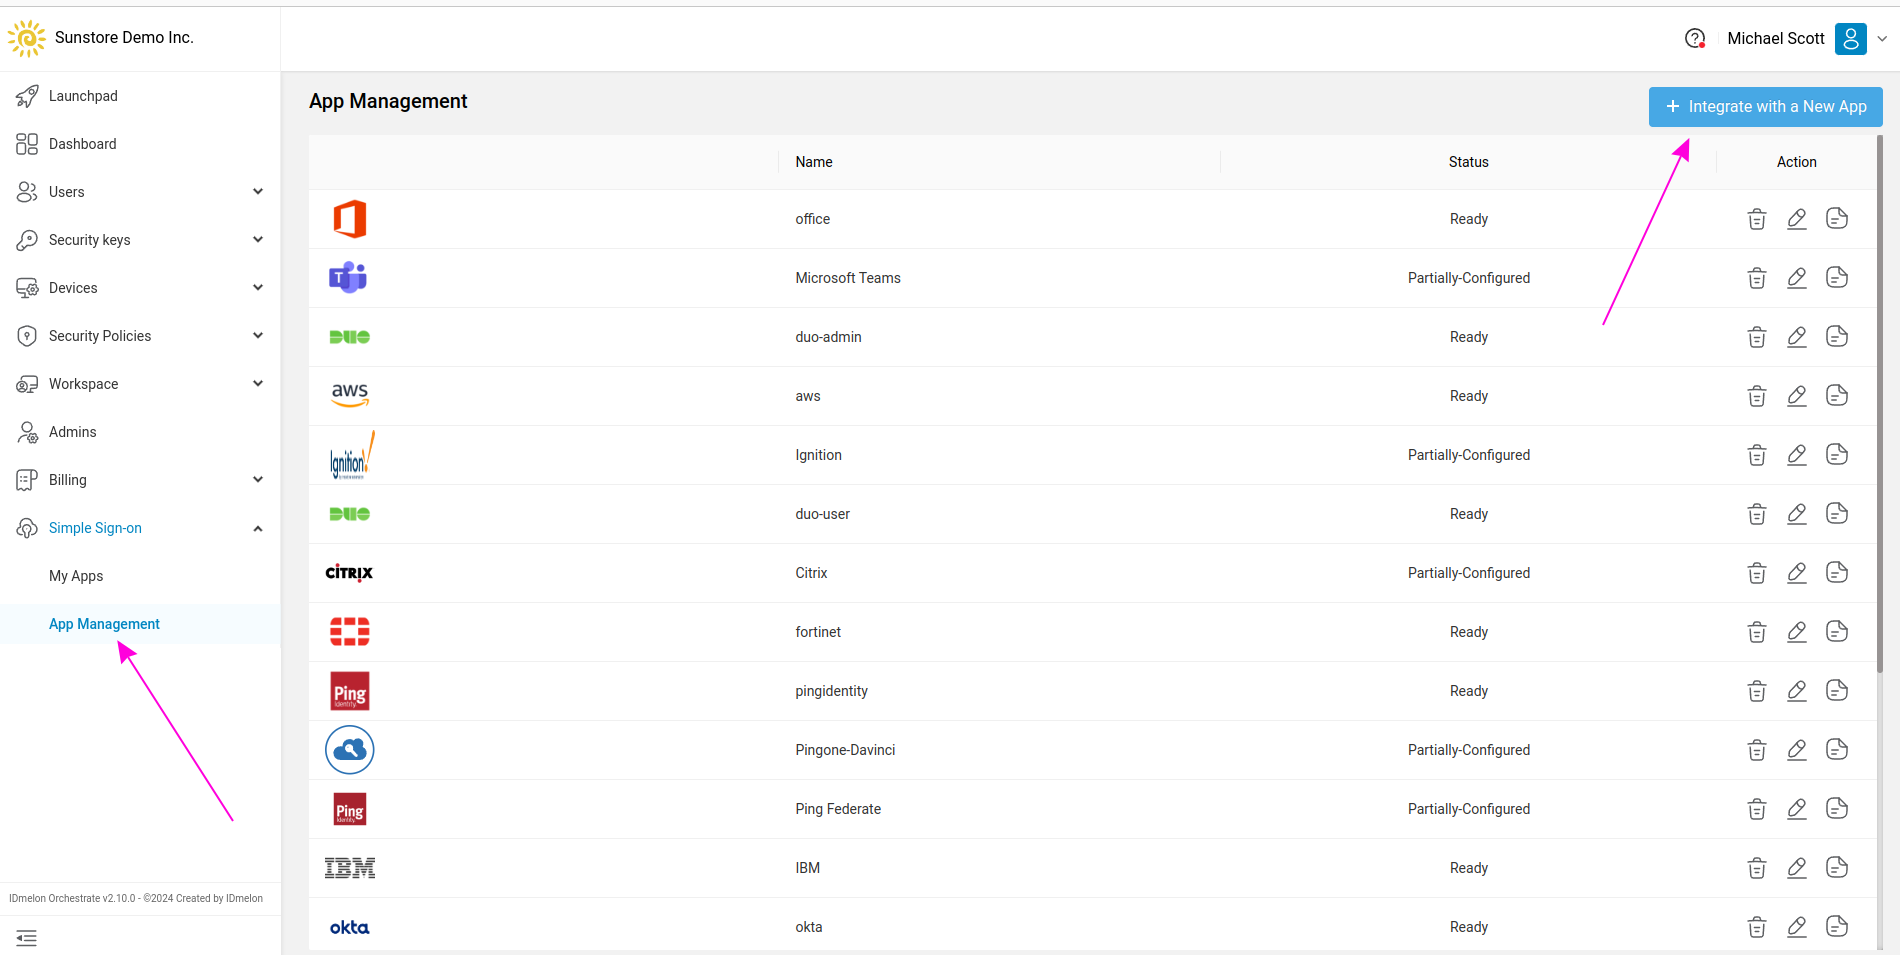 Sunstore Demo Inc.
Michael Scott
Launchpad
Dashboard
Users
Security keys
Devices
Security Policies
Workspace
Admins
Billing
Simple Sign-on
My Apps
App Management
IDmelon Orchestrate v2.10.0 - ©2024 Created by IDmelon
App Management
+ Integrate with a New App
Name Status Action
office Ready
T Microsoft Teams Partially-Configured
DUO duo-admin Ready
aws aws Ready
Ignition! Ignition Partially-Configured
DUO duo-user Ready
CITRIX Citrix Partially-Configured
fortinet Ready
Ping Identity pingidentity Ready
Pingone-Davinci Partially-Configured
Ping Identity Ping Federate Partially-Configured
IBM IBM Ready
okta okta Ready